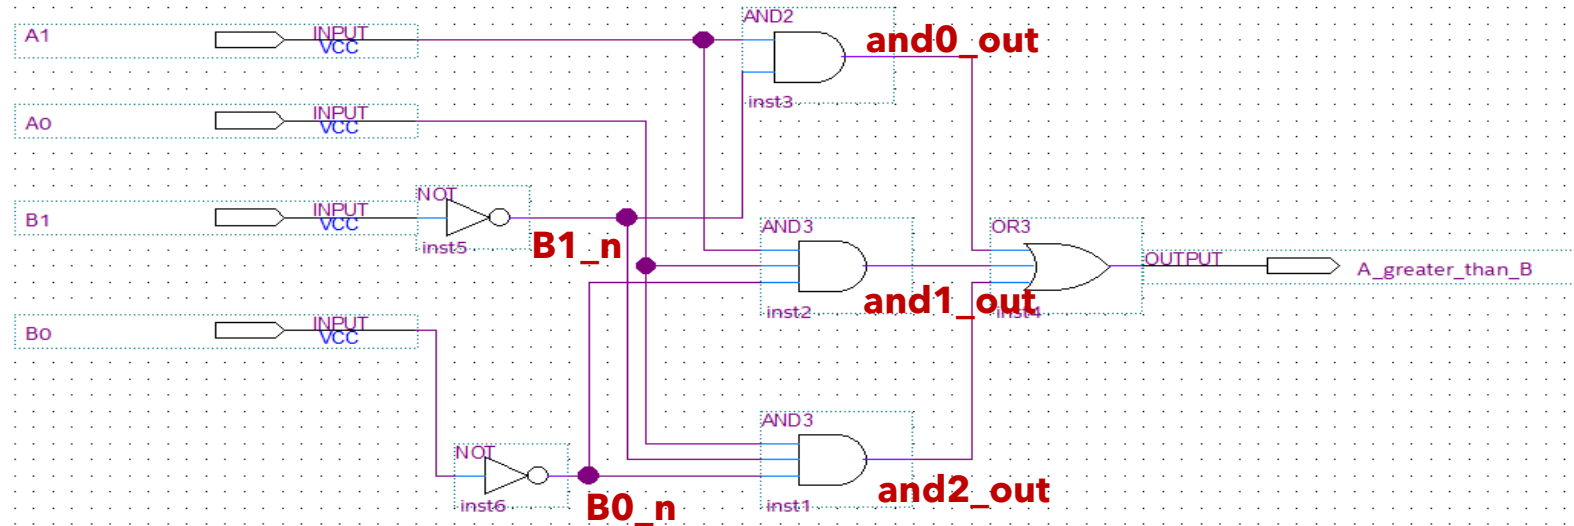 AND2
A1
INPUT
VCC
and0_out
inst3
A0
INPUT
VCC
NOT
B1
INPUT
VCC
inst5
B1_n
AND3
OR3
OUTPUT
A_greater_than_B
and1_out
inst2
inst4
B0
INPUT
VCC
AND3
NOT
inst6
B0_n
inst1
and2_out